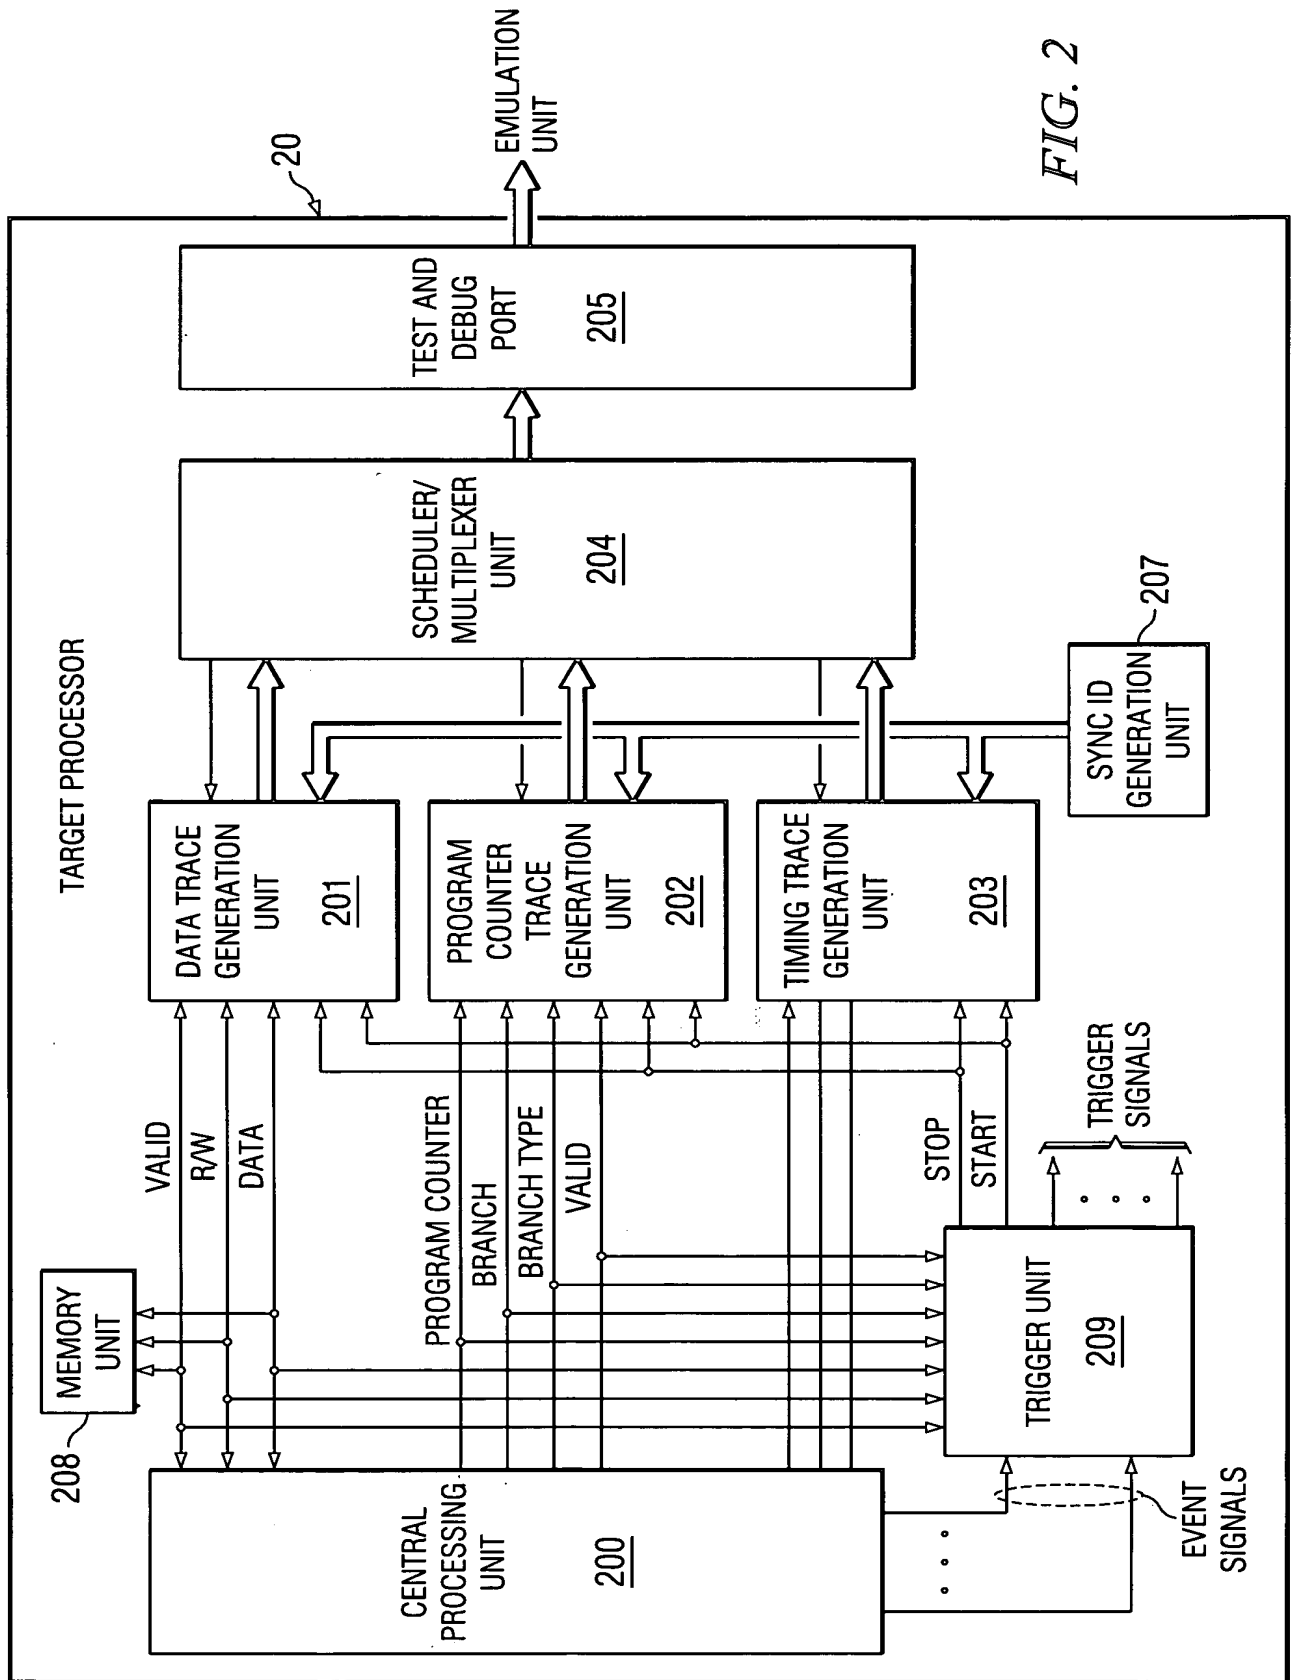 TARGET PROCESSOR
20
208
MEMORY
UNIT
CENTRAL
PROCESSING
UNIT
200
VALID
R/W
DATA
PROGRAM COUNTER
BRANCH
BRANCH TYPE
VALID
DATA TRACE
GENERATION
UNIT
201
PROGRAM
COUNTER
TRACE
GENERATION
UNIT
202
TIMING TRACE
GENERATION
UNIT
203
SCHEDULER/
MULTIPLEXER
UNIT
204
TEST AND
DEBUG
PORT
205
EMULATION
UNIT
STOP
START
TRIGGER UNIT
209
TRIGGER
SIGNALS
EVENT
SIGNALS
SYNC ID
GENERATION
UNIT
207
FIG. 2